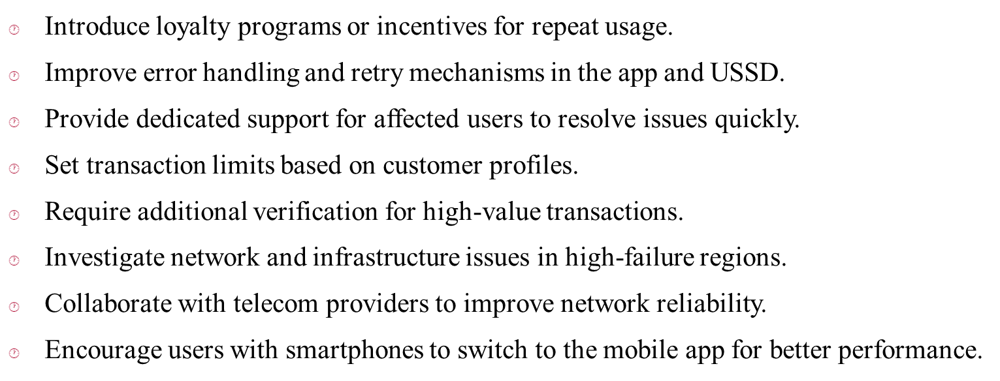 Introduce loyalty programs or incentives for repeat usage.
Improve error handling and retry mechanisms in the app and USSD.
Provide dedicated support for affected users to resolve issues quickly.
Set transaction limits based on customer profiles.
Require additional verification for high-value transactions.
Investigate network and infrastructure issues in high-failure regions.
Collaborate with telecom providers to improve network reliability.
Encourage users with smartphones to switch to the mobile app for better performance.